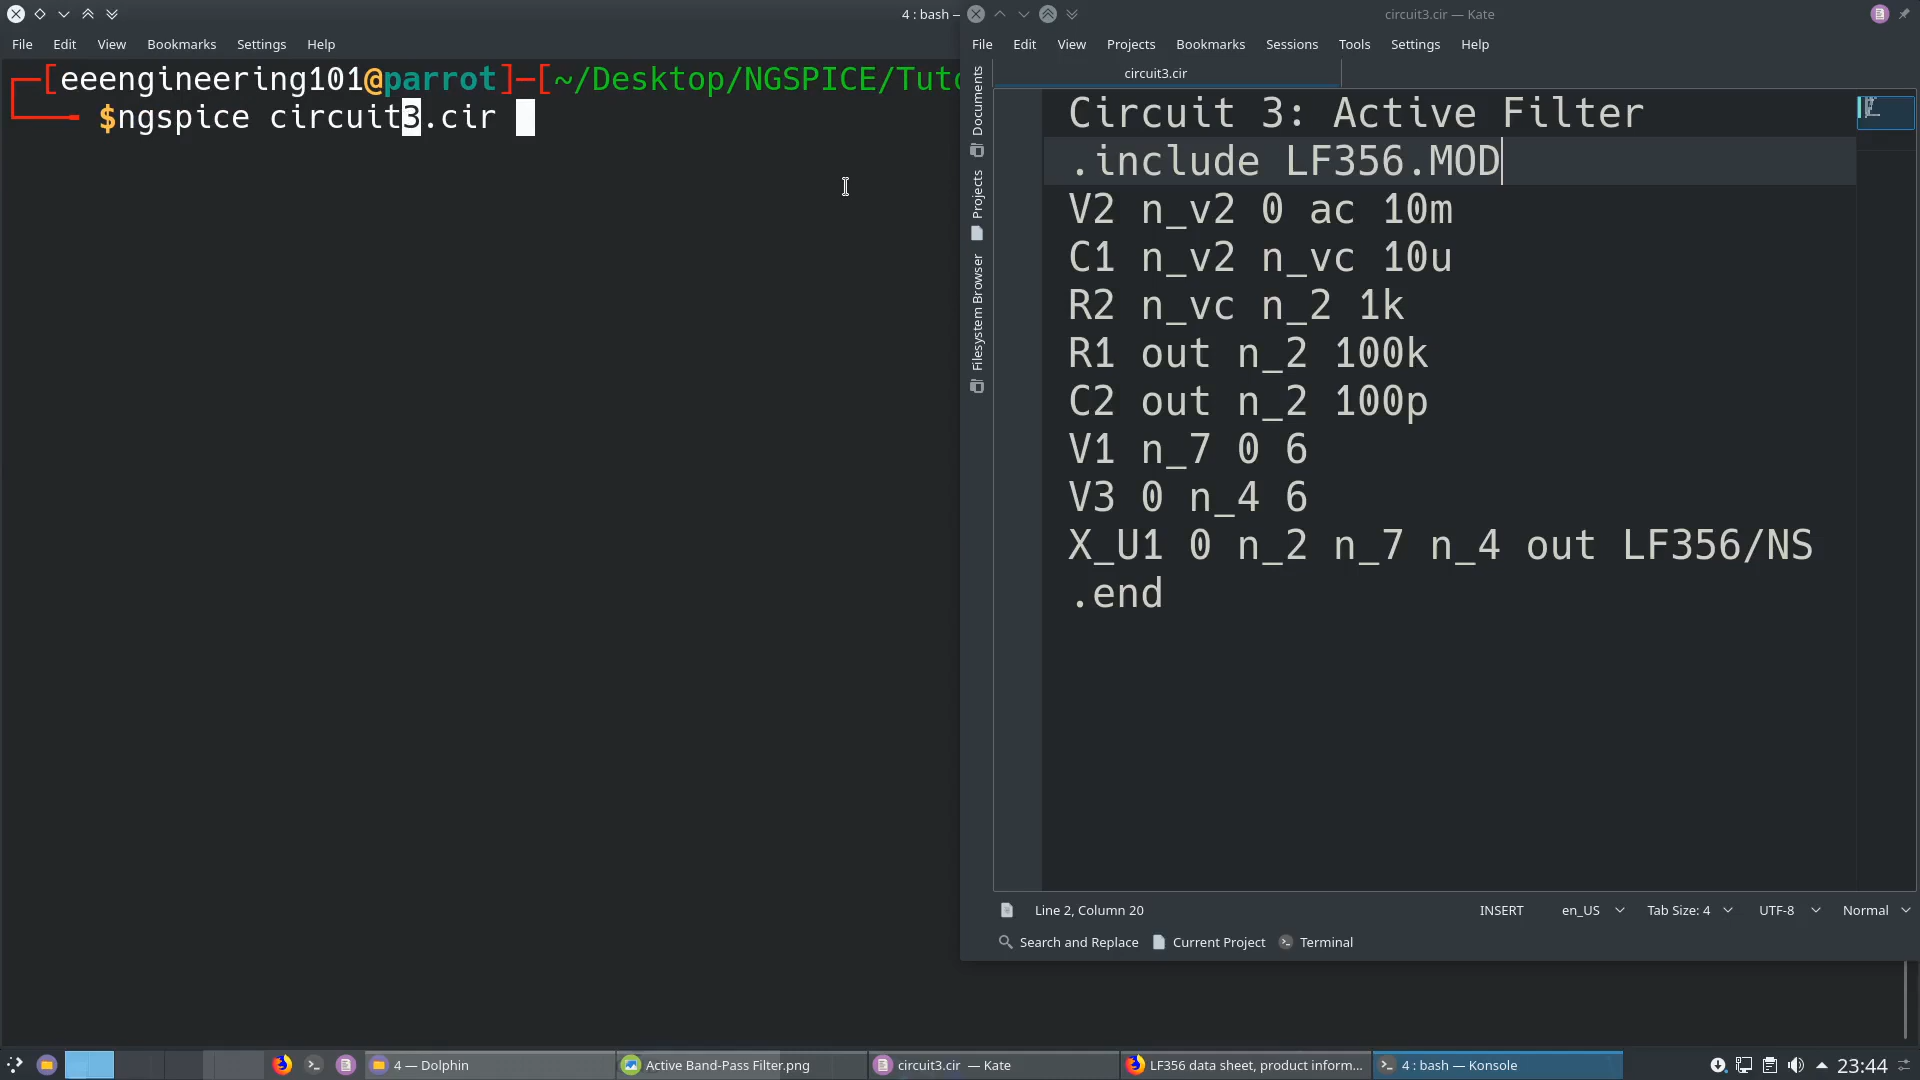 4 : bash —
File Edit View Bookmarks Settings Help
[eeengineering101@parrot]—[~/Desktop/NGSPICE/Tuto
$ngspice circuit3.cir
circuit3.cir — Kate
File Edit View Projects Bookmarks Sessions Tools Settings Help
circuit3.cir
Documents
Projects
Filesystem Browser
Circuit 3: Active Filter
.include LF356.MOD
V2 n_v2 0 ac 10m
C1 n_v2 n_vc 10u
R2 n_vc n_2 1k
R1 out n_2 100k
C2 out n_2 100p
V1 n_7 0 6
V3 0 n_4 6
X_U1 0 n_2 n_7 n_4 out LF356/NS
.end
Line 2, Column 20 INSERT en_US Tab Size: 4 UTF-8 Normal
Search and Replace Current Project Terminal
4 — Dolphin Active Band-Pass Filter.png circuit3.cir — Kate LF356 data sheet, product inform... 4 : bash — Konsole 23:44